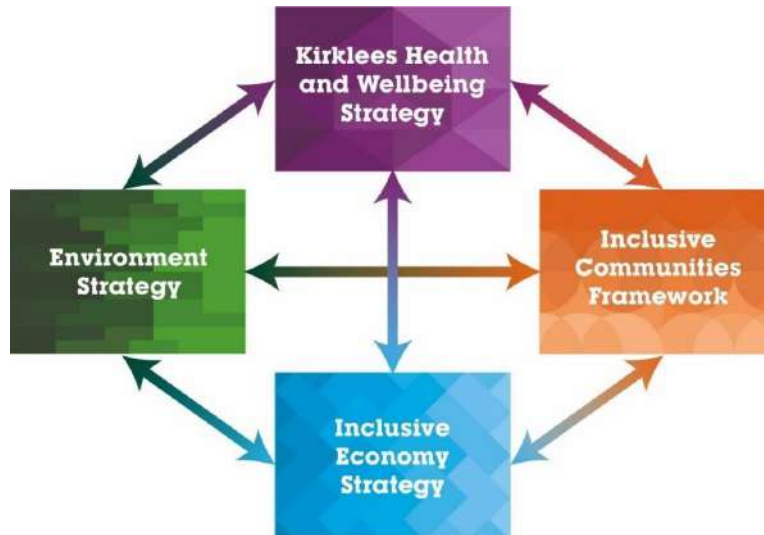 Kirklees Health
and Wellbeing
Strategy
Environment
Strategy
Inclusive
Communities
Framework
Inclusive
Economy
Strategy